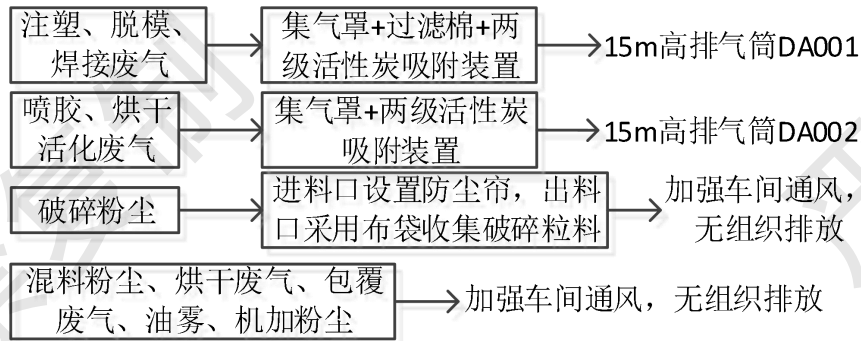 注塑、脱模、
焊接废气
集气罩+过滤棉+两
级活性炭吸附装置
15m高排气筒DA001
喷胶、烘干
活化废气
集气罩+两级活性炭
吸附装置
15m高排气筒DA002
破碎粉尘
进料口设置防尘帘，出料
口采用布袋收集破碎粒料
加强车间通风，
无组织排放
混料粉尘、烘干废气、包覆
废气、油雾、机加粉尘
加强车间通风，无组织排放